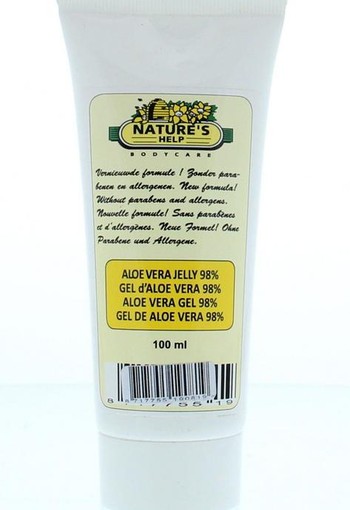 NATURE'S
HELP
BODYCARE
Vernieuwde formule ! Zonder para-
benen en allergenen. New formula!
Without parabens and allergens.
Nouvelle formule! Sans parabènes
et d'allergènes. Neue Formel! Ohne
Parabene und Allergene.
ALOE VERA JELLY 98%
GEL d'ALOE VERA 98%
ALOE VERA GEL 98%
GEL DE ALOE VERA 98%
100 ml